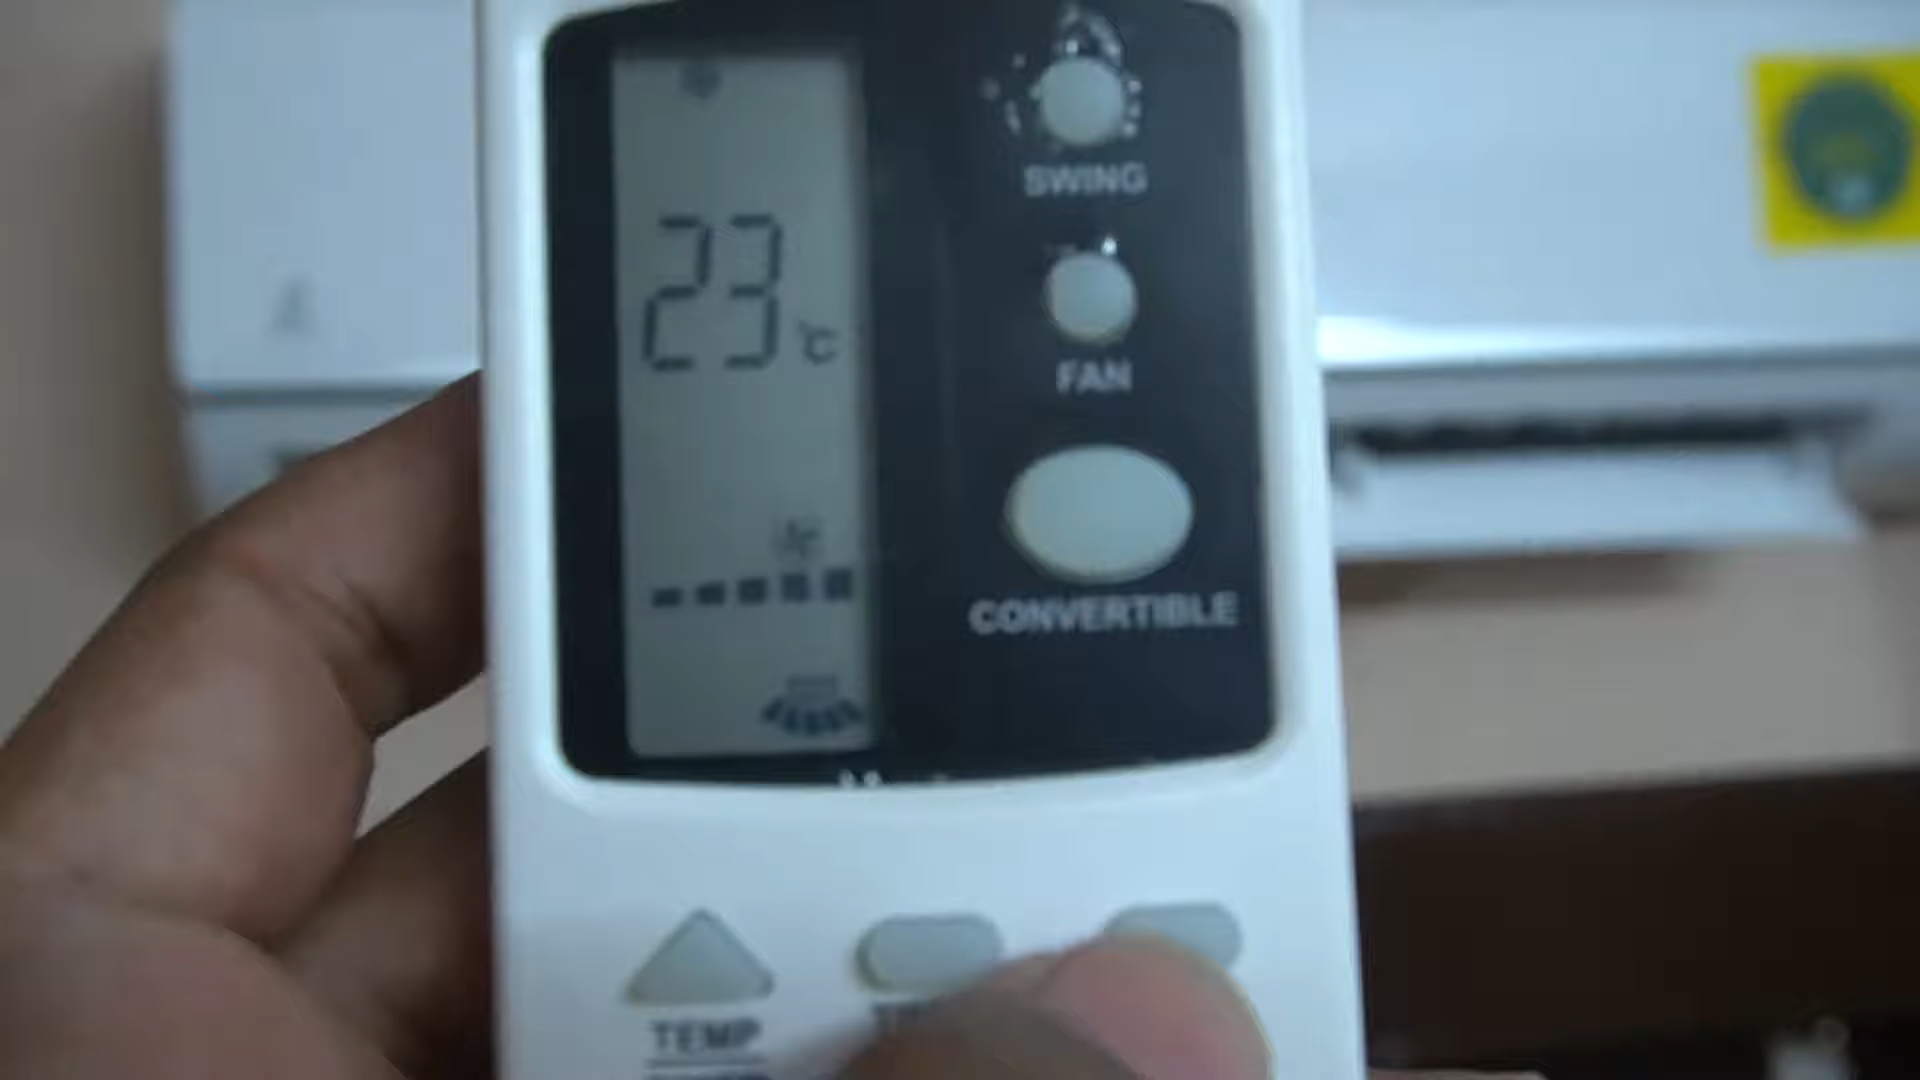 SWING
23 °C
FAN
CONVERTIBLE
TEMP